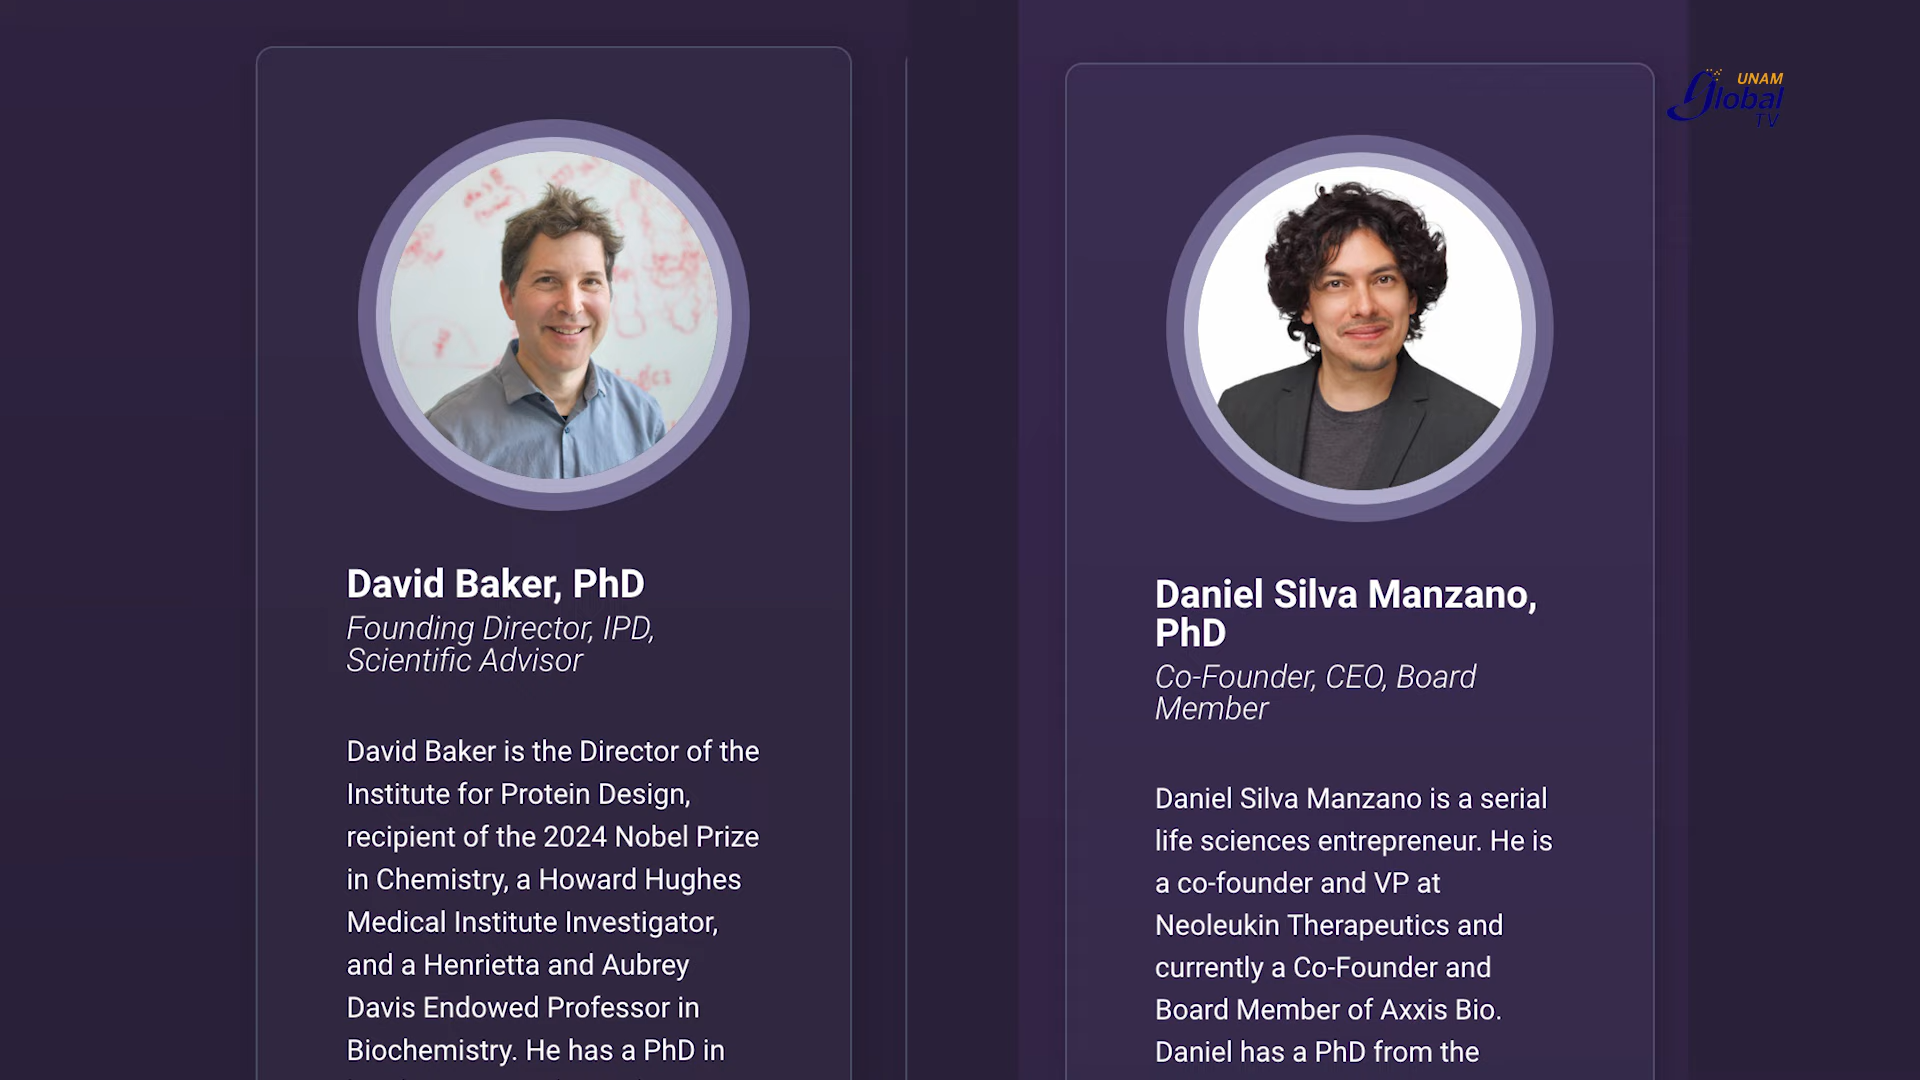 UNAM
Global
TV
David Baker, PhD
Founding Director, IPD,
Scientific Advisor
David Baker is the Director of the
Institute for Protein Design,
recipient of the 2024 Nobel Prize
in Chemistry, a Howard Hughes
Medical Institute Investigator,
and a Henrietta and Aubrey
Davis Endowed Professor in
Biochemistry. He has a PhD in
Daniel Silva Manzano,
PhD
Co-Founder, CEO, Board
Member
Daniel Silva Manzano is a serial
life sciences entrepreneur. He is
a co-founder and VP at
Neoleukin Therapeutics and
currently a Co-Founder and
Board Member of Axxis Bio.
Daniel has a PhD from the